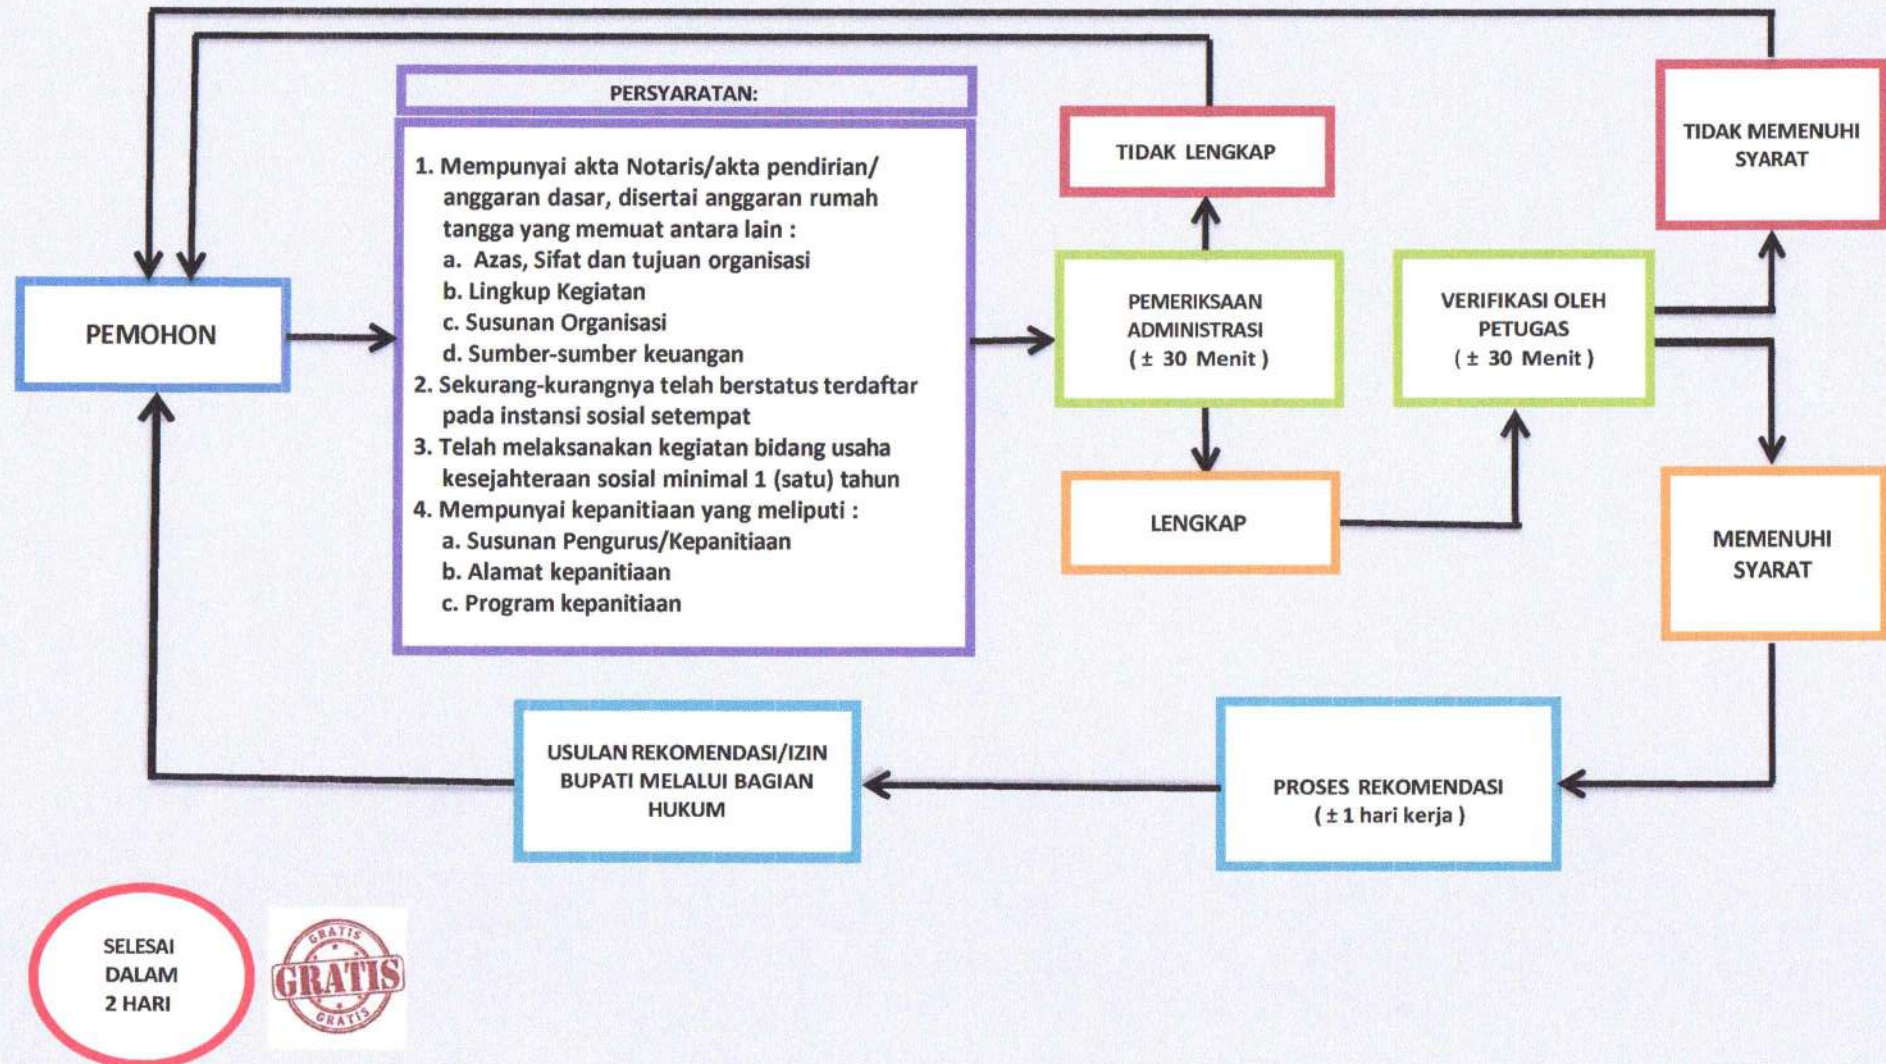 PERSYARATAN:
1. Mempunyai akta Notaris/akta pendirian/
anggaran dasar, disertai anggaran rumah
tangga yang memuat antara lain :
a. Azas, Sifat dan tujuan organisasi
b. Lingkup Kegiatan
c. Susunan Organisasi
d. Sumber-sumber keuangan
2. Sekurang-kurangnya telah berstatus terdaftar
pada instansi sosial setempat
3. Telah melaksanakan kegiatan bidang usaha
kesejahteraan sosial minimal 1 (satu) tahun
4. Mempunyai kepanitiaan yang meliputi :
a. Susunan Pengurus/Kepanitiaan
b. Alamat kepanitiaan
c. Program kepanitiaan
PEMOHON
TIDAK LENGKAP
PEMERIKSAAN
ADMINISTRASI
( ± 30 Menit )
LENGKAP
VERIFIKASI OLEH
PETUGAS
( ± 30 Menit )
TIDAK MEMENUHI
SYARAT
MEMENUHI
SYARAT
PROSES REKOMENDASI
( ± 1 hari kerja )
USULAN REKOMENDASI/IZIN
BUPATI MELALUI BAGIAN
HUKUM
SELESAI
DALAM
2 HARI
GRATIS
GRATIS
GRATIS